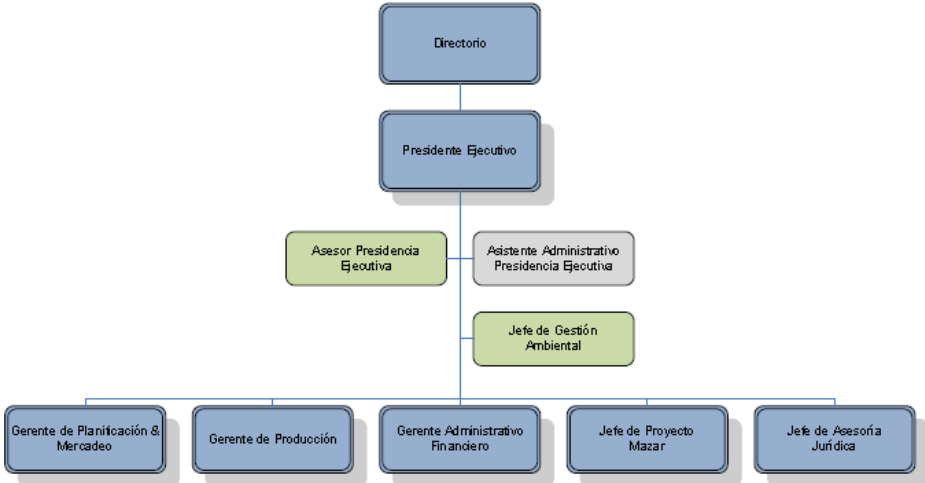 Directorio
Presidente Ejecutivo
Asesor Presidencia
Ejecutiva
Asistente Administrativo
Presidencia Ejecutiva
Jefe de Gestión
Ambiental
Gerente de Planificación &
Mercadeo
Gerente de Producción
Gerente Administrativo
Financiero
Jefe de Proyecto
Mazar
Jefe de Asesoría
Jurídica